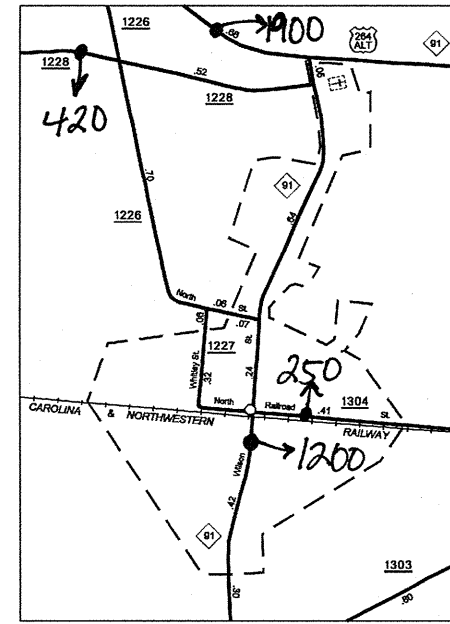 1226
.68
1900
264
ALT
91
1228
.52
1228
.05
420
91
.70
.64
1226
North
.06
St.
.07
.08
1227
St.
250
Whitley St.
.32
.24
North
Railroad
.41
1304
St.
CAROLINA & NORTHWESTERN
RAILWAY
Wilson
1200
.42
91
.30
1303
.80